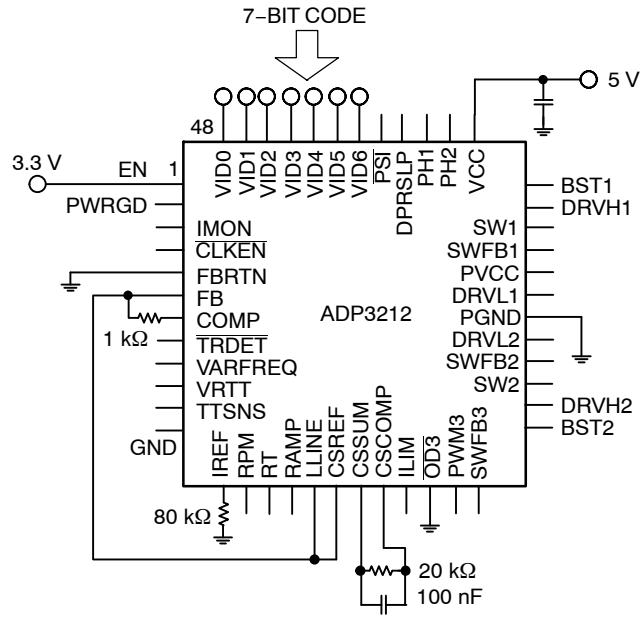 7−BIT CODE
5 V
48
VID0
VID1
VID2
VID3
VID4
VID5
VID6
PSI
DPRSLP
PH1
PH2
VCC
3.3 V
EN
1
PWRGD
IMON
CLKEN
FBRTN
FB
COMP
1 kΩ
TRDET
VARFREQ
VRTT
TTSNS
GND
ADP3212
BST1
DRVH1
SW1
SWFB1
PVCC
DRVL1
PGND
DRVL2
SWFB2
SW2
DRVH2
BST2
IREF
RPM
RT
RAMP
LLINE
CSREF
CSSUM
CSCOMP
ILIM
OD3
PWM3
SWFB3
80 kΩ
20 kΩ
100 nF